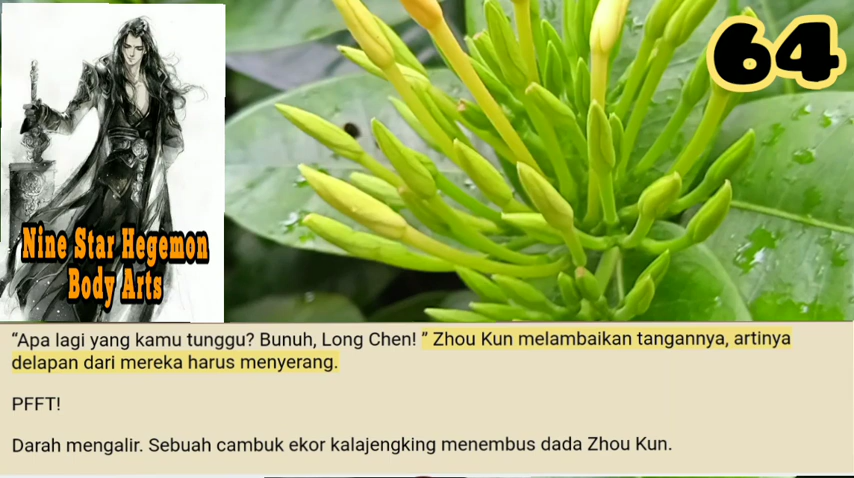 64
Nine Star Hegemon
Body Arts
“Apa lagi yang kamu tunggu? Bunuh, Long Chen! ” Zhou Kun melambaikan tangannya, artinya
delapan dari mereka harus menyerang.
PFFT!
Darah mengalir. Sebuah cambuk ekor kalajengking menembus dada Zhou Kun.